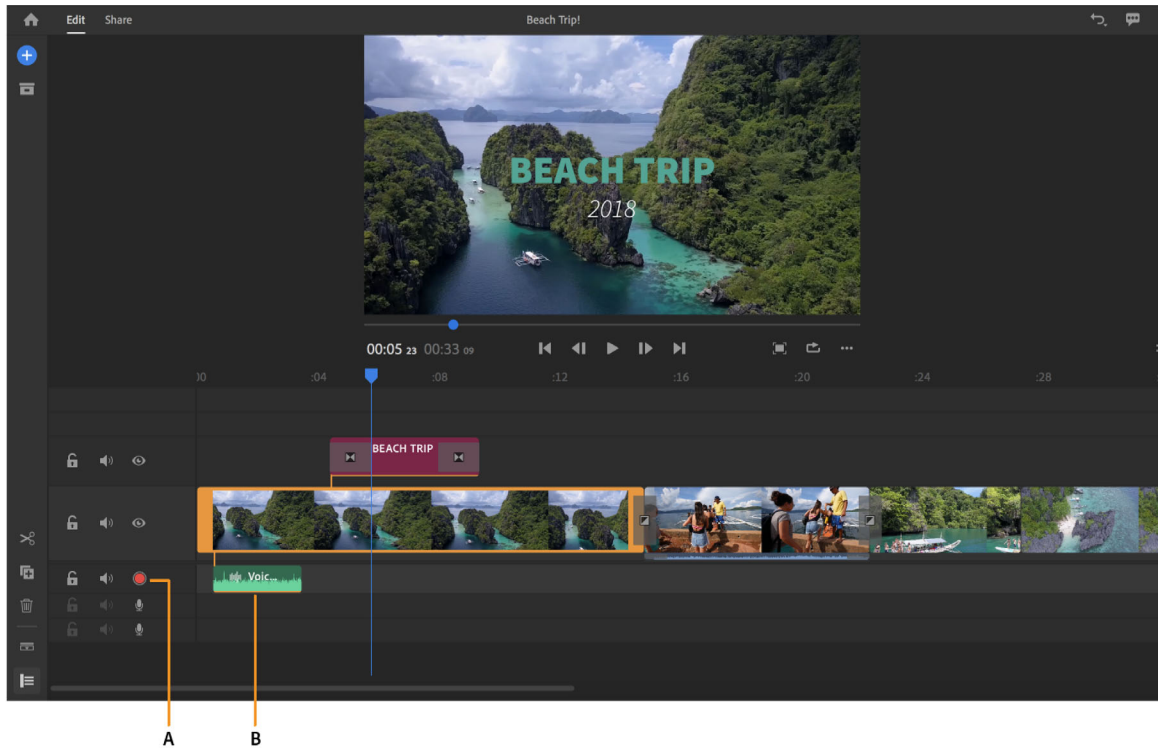 Edit Share Beach Trip!
BEACH TRIP
2018
00:05 23 00:33 09
:00 :04 :08 :12 :16 :20 :24 :28
BEACH TRIP
Voic...
A B